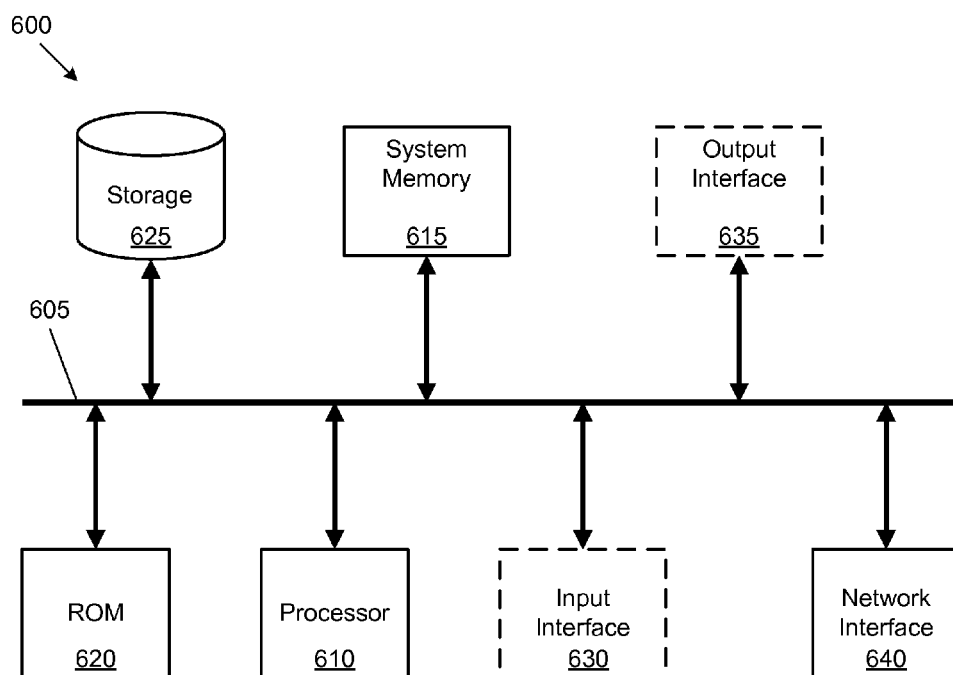 600
Storage
625
System
Memory
615
Output
Interface
635
605
ROM
620
Processor
610
Input
Interface
630
Network
Interface
640